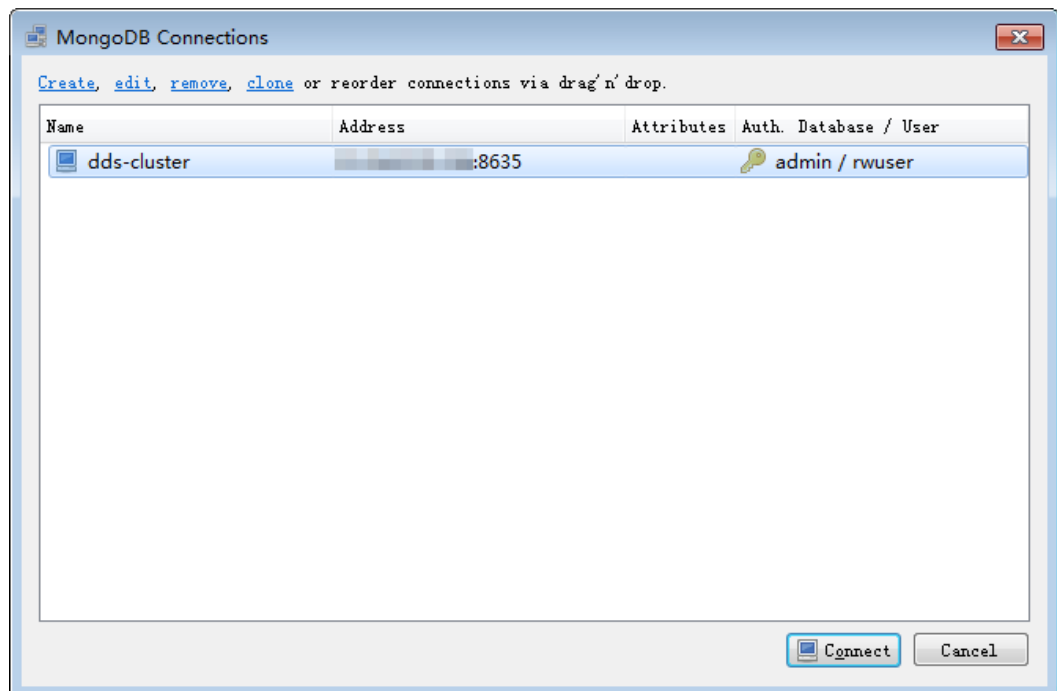 MongoDB Connections
Create, edit, remove, clone or reorder connections via drag'n'drop.
Name Address Attributes Auth. Database / User
dds-cluster :8635 admin / rwuser
Connect Cancel